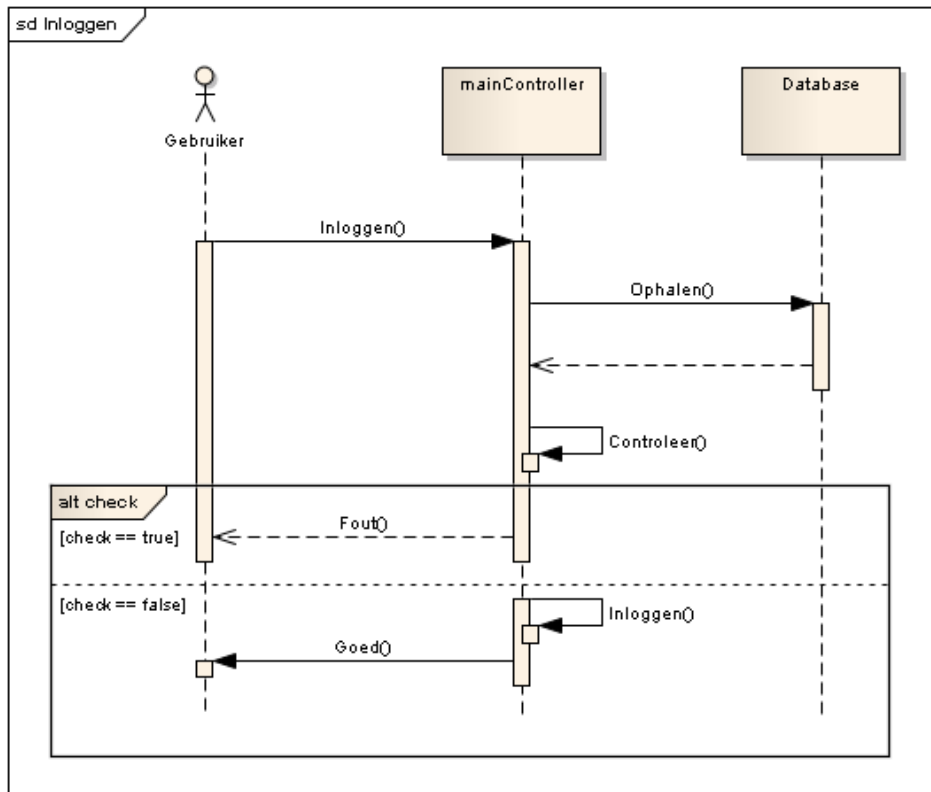 sd Inloggen
mainController
Database
Gebruiker
Inloggen()
Ophalen()
Controleer()
alt check
Fout()
[check == true]
[check == false]
Inloggen()
Goed()